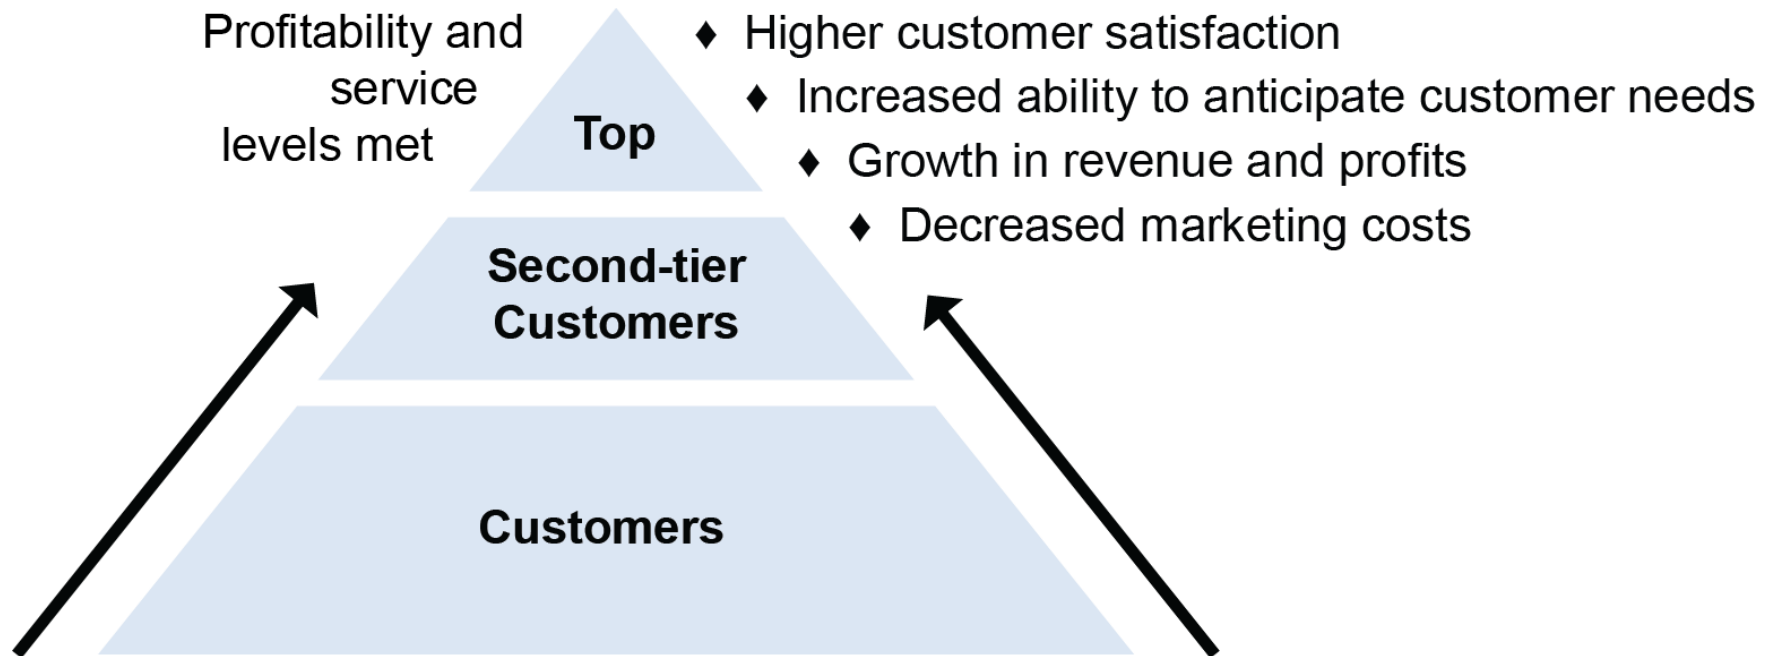 Profitability and
service
levels met
♦ Higher customer satisfaction
♦ Increased ability to anticipate customer needs
♦ Growth in revenue and profits
♦ Decreased marketing costs
Top
Second-tier
Customers
Customers